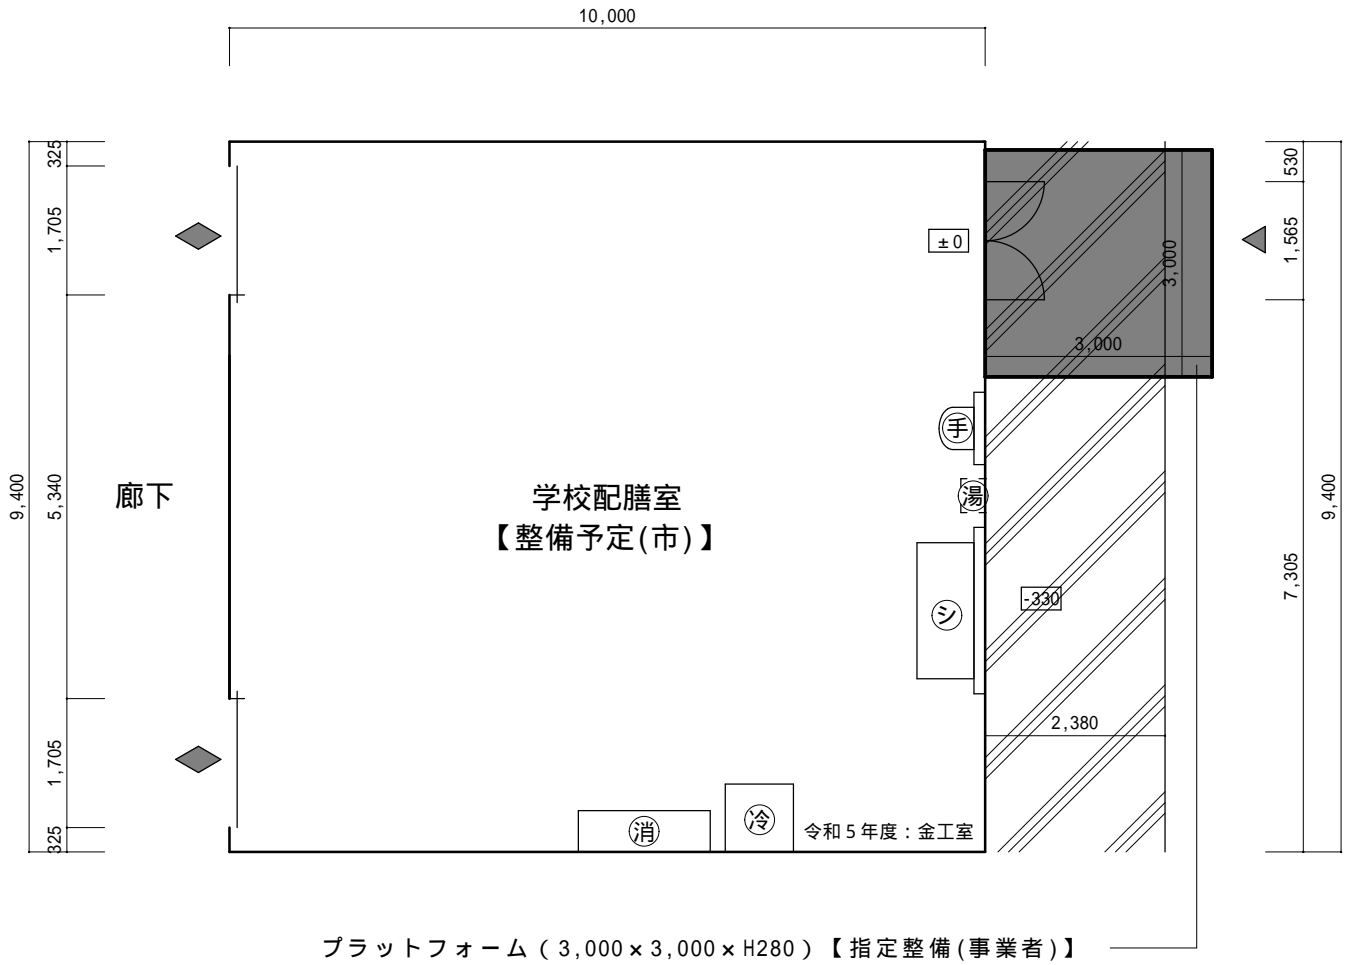 10,000
325
530
1,705
1,565
±0
3,000
3,000
手
9,400
5,340
廊下
学校配膳室
湯
9,400
【整備予定(市)】
7,305
-330
シ
2,380
1,705
消
冷
令和5年度：金工室
325
プラットフォーム（3,000×3,000×H280）【指定整備(事業者)】